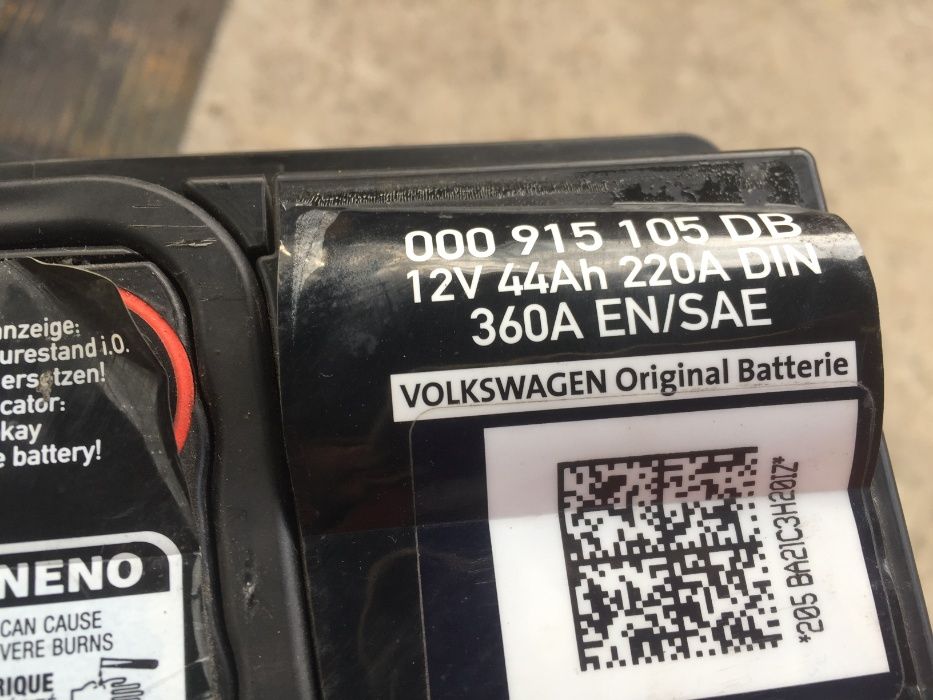 000 915 105 DB
12V 44Ah 220A DIN
360A EN/SAE
VOLKSWAGEN Original Batterie
*205 BA21C3H201Z*
anzeige:
urestand i.O.
ersetzen!
cator:
kay
e battery!
NENO
CAN CAUSE
VERE BURNS
RIQUE